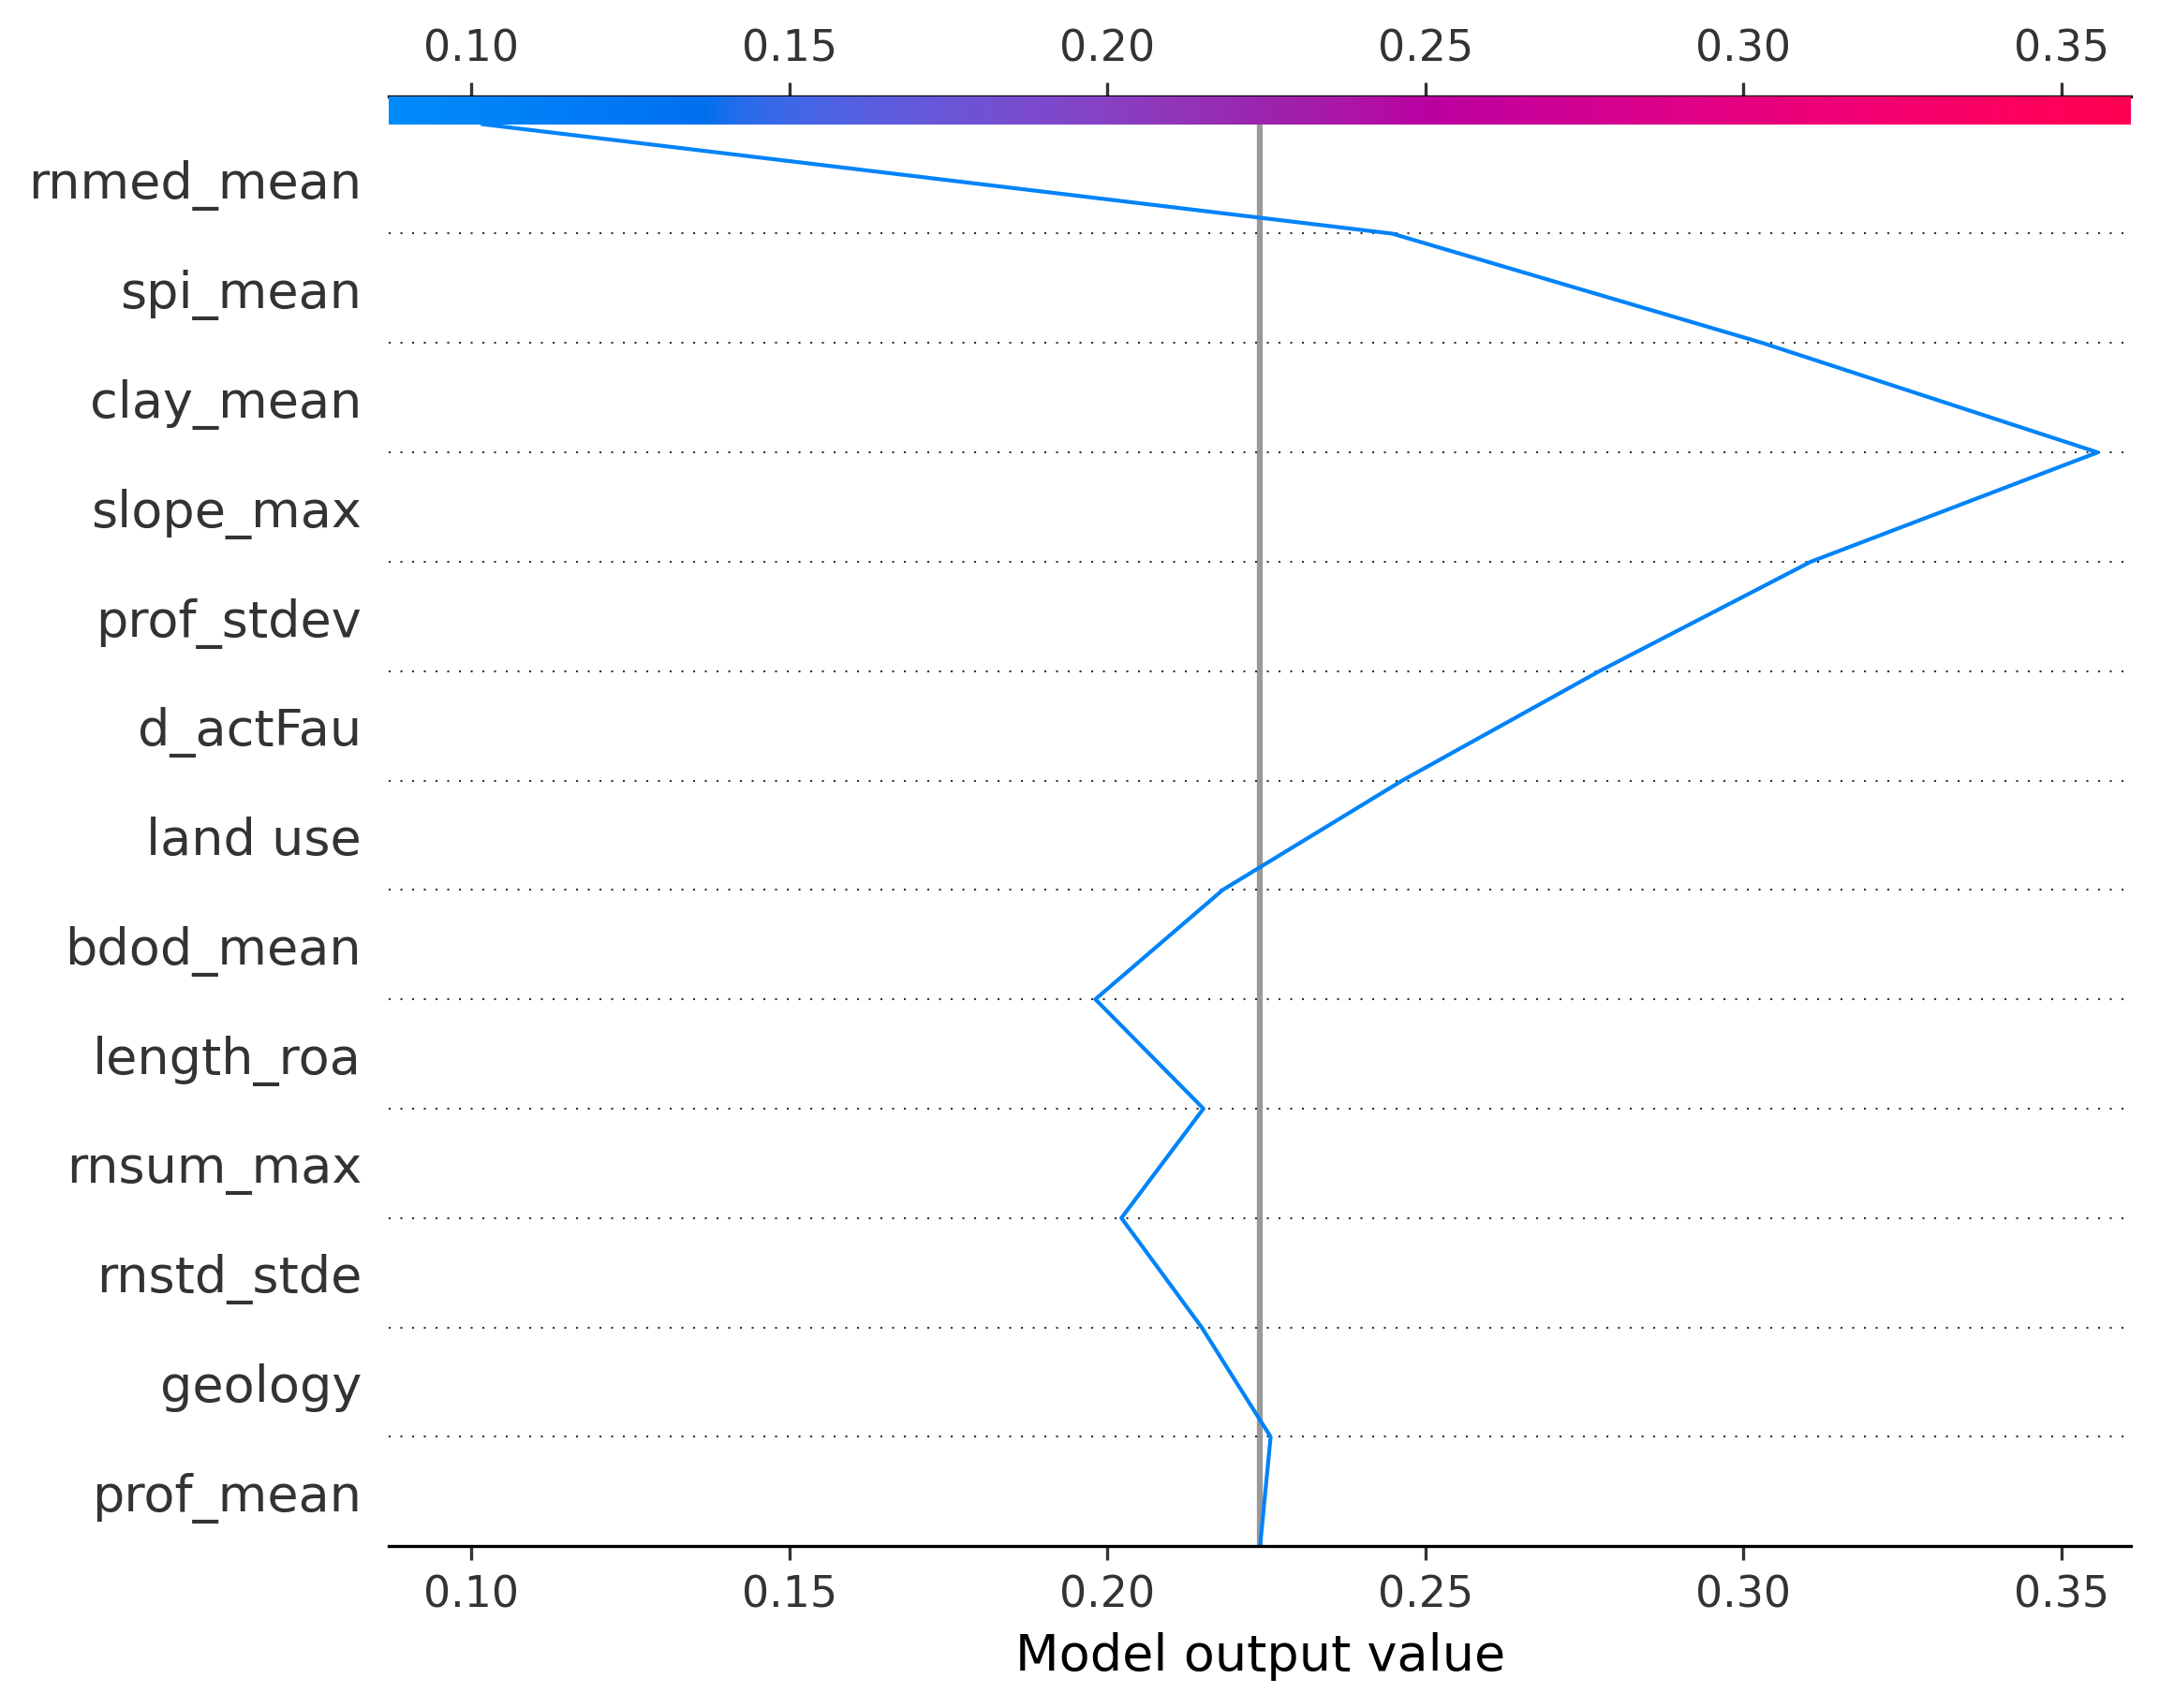 0.10 0.15 0.20 0.25 0.30 0.35
rnmed_mean
spi_mean
clay_mean
slope_max
prof_stdev
d_actFau
land use
bdod_mean
length_roa
rnsum_max
rnstd_stde
geology
prof_mean
0.10 0.15 0.20 0.25 0.30 0.35
Model output value